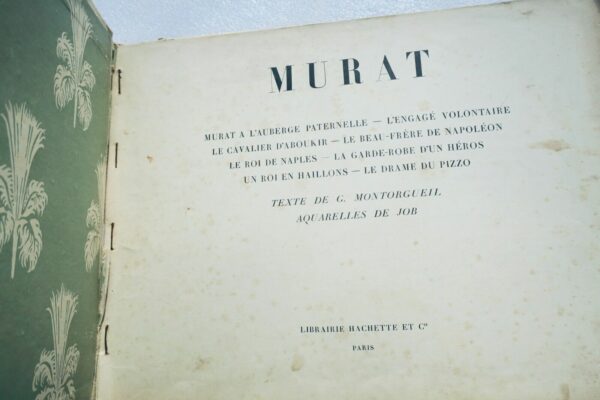 MURAT
MURAT A L'AUBERGE PATERNELLE — L'ENGAGÉ VOLONTAIRE
LE CAVALIER D'ABOUKIR — LE BEAU-FRÈRE DE NAPOLÉON
LE ROI DE NAPLES — LA GARDE-ROBE D'UN HÉROS
UN ROI EN HAILLONS — LE DRAME DU PIZZO
TEXTE DE G. MONTORGUEIL
AQUARELLES DE JOB
LIBRAIRIE HACHETTE ET Cie
PARIS